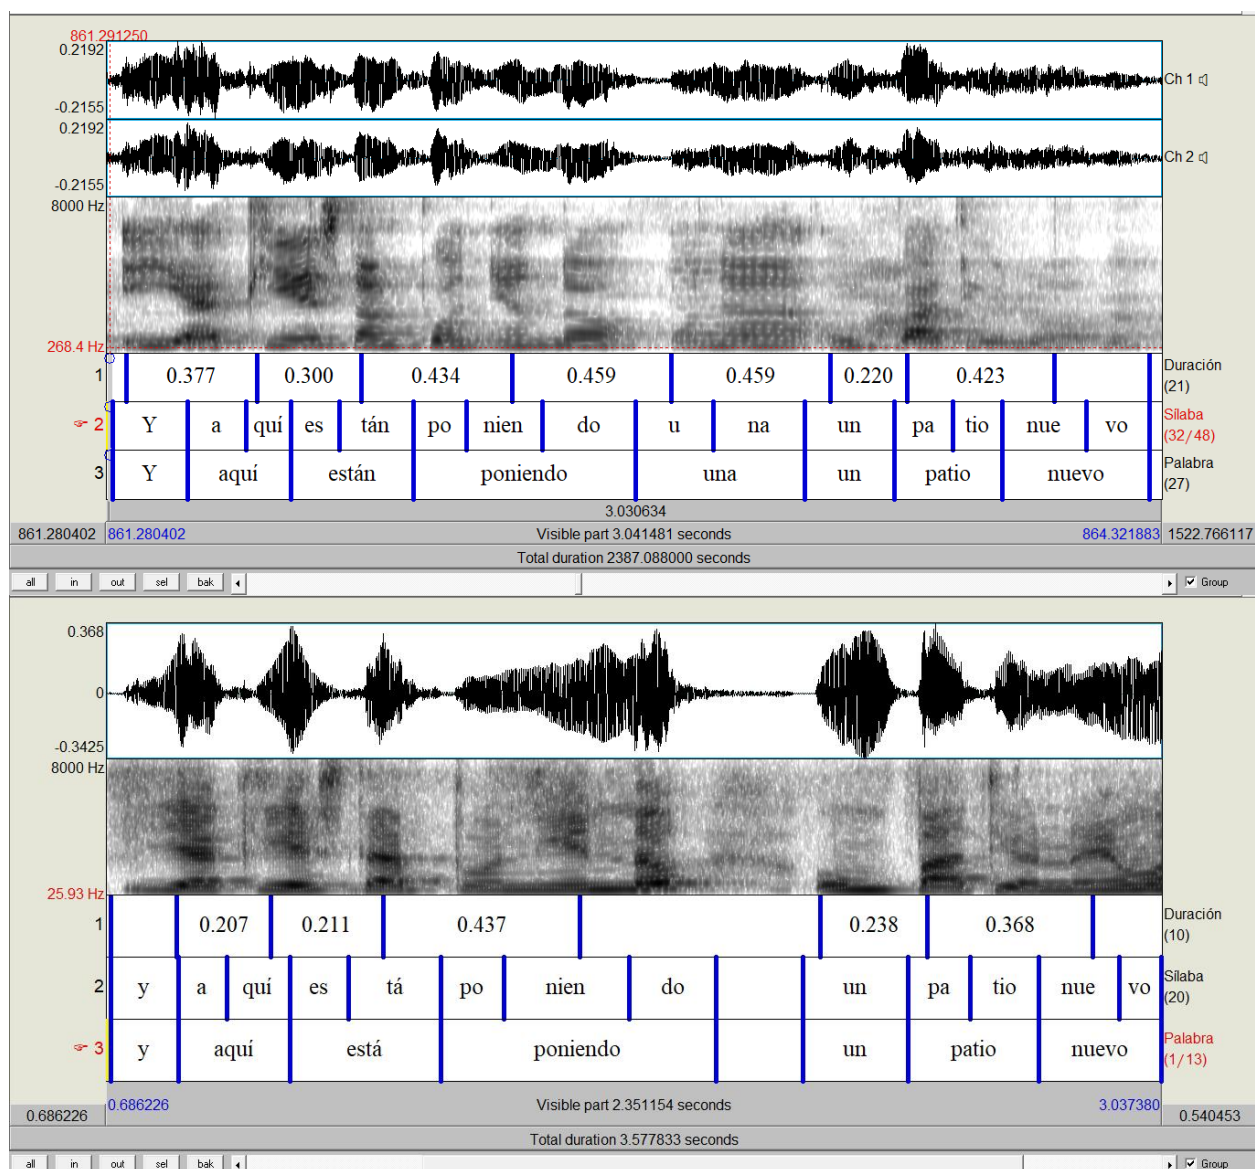 861.291250
0.2192
-0.2155
Ch 1
0.2192
-0.2155
Ch 2
8000 Hz
268.4 Hz
1 0.377 0.300 0.434 0.459 0.459 0.220 0.423 Duración (21)
2 Y a quí es tán po nien do u na un pa tio nue vo Sílaba (32/48)
3 Y aquí están poniendo una un patio nuevo Palabra (27)
3.030634
861.280402 861.280402 Visible part 3.041481 seconds 864.321883 1522.766117
Total duration 2387.088000 seconds
all in out sel bak Group
0.368
0
-0.3425
8000 Hz
25.93 Hz
1 0.207 0.211 0.437 0.238 0.368 Duración (10)
2 y a quí es tá po nien do un pa tio nue vo Sílaba (20)
3 y aquí está poniendo un patio nuevo Palabra (1/13)
0.686226 0.686226 Visible part 2.351154 seconds 3.037380 0.540453
Total duration 3.577833 seconds
all in out sel bak Group